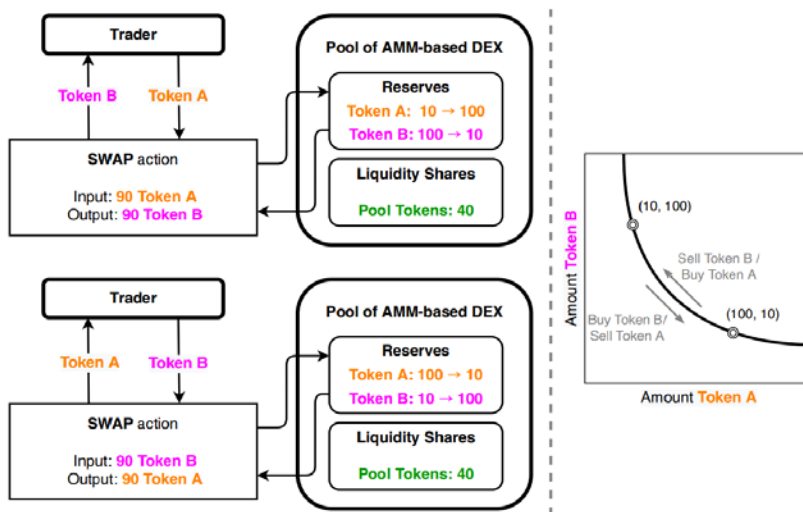 Trader
Token B
Token A
SWAP action
Input: 90 Token A
Output: 90 Token B
Pool of AMM-based DEX
Reserves
Token A: 10 → 100
Token B: 100 → 10
Liquidity Shares
Pool Tokens: 40
Trader
Token A
Token B
SWAP action
Input: 90 Token B
Output: 90 Token A
Pool of AMM-based DEX
Reserves
Token A: 100 → 10
Token B: 10 → 100
Liquidity Shares
Pool Tokens: 40
Amount Token B
(10, 100)
Sell Token B /
Buy Token A
(100, 10)
Buy Token B/
Sell Token A
Amount Token A